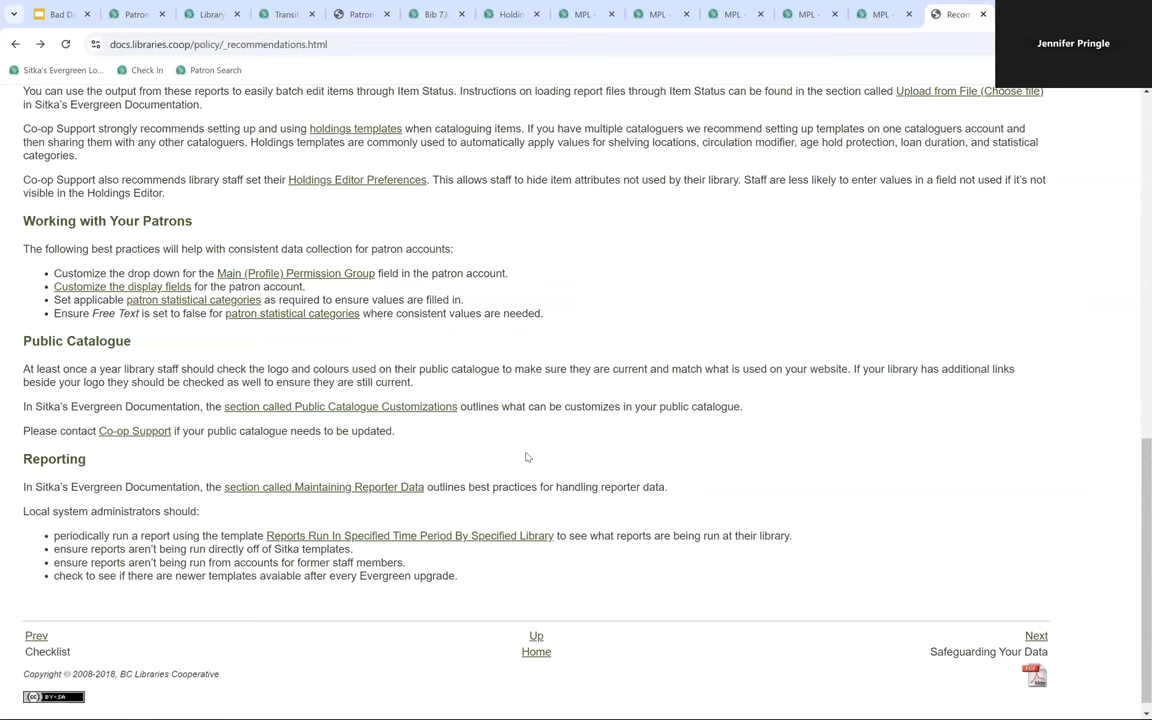 Bad Da
Patron
Library
Transit
Patron
Bib 73
Holdin
MPL -
MPL -
MPL -
MPL -
MPL -
Recom
docs.libraries.coop/policy/_recommendations.html
Jennifer Pringle
Sitka's Evergreen Lo...
Check In
Patron Search
You can use the output from these reports to easily batch edit items through Item Status. Instructions on loading report files through Item Status can be found in the section called Upload from File (Choose file)
in Sitka's Evergreen Documentation.
Co-op Support strongly recommends setting up and using holdings templates when cataloguing items. If you have multiple cataloguers we recommend setting up templates on one cataloguers account and
then sharing them with any other cataloguers. Holdings templates are commonly used to automatically apply values for shelving locations, circulation modifier, age hold protection, loan duration, and statistical
categories.
Co-op Support also recommends library staff set their Holdings Editor Preferences. This allows staff to hide item attributes not used by their library. Staff are less likely to enter values in a field not used if it's not
visible in the Holdings Editor.
Working with Your Patrons
The following best practices will help with consistent data collection for patron accounts:
• Customize the drop down for the Main (Profile) Permission Group field in the patron account.
• Customize the display fields for the patron account.
• Set applicable patron statistical categories as required to ensure values are filled in.
• Ensure Free Text is set to false for patron statistical categories where consistent values are needed.
Public Catalogue
At least once a year library staff should check the logo and colours used on their public catalogue to make sure they are current and match what is used on your website. If your library has additional links
beside your logo they should be checked as well to ensure they are still current.
In Sitka's Evergreen Documentation, the section called Public Catalogue Customizations outlines what can be customizes in your public catalogue.
Please contact Co-op Support if your public catalogue needs to be updated.
Reporting
In Sitka's Evergreen Documentation, the section called Maintaining Reporter Data outlines best practices for handling reporter data.
Local system administrators should:
• periodically run a report using the template Reports Run In Specified Time Period By Specified Library to see what reports are being run at their library.
• ensure reports aren't being run directly off of Sitka templates.
• ensure reports aren't being run from accounts for former staff members.
• check to see if there are newer templates avaiable after every Evergreen upgrade.
Prev
Up
Next
Checklist
Home
Safeguarding Your Data
Copyright © 2008-2018, BC Libraries Cooperative
PDF
Adobe
cc BY-SA